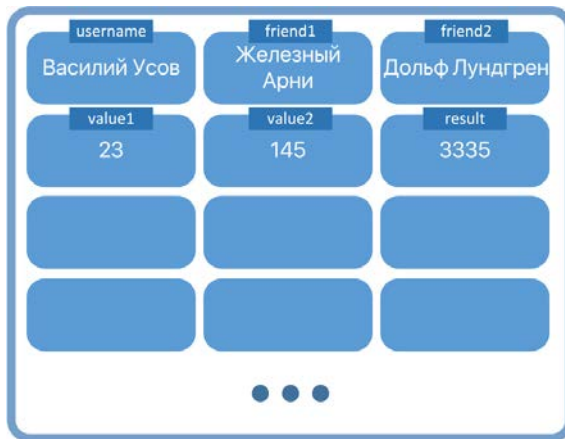 username
Василий Усов
friend1
Железный
Арни
friend2
Дольф Лундгрен
value1
23
value2
145
result
3335